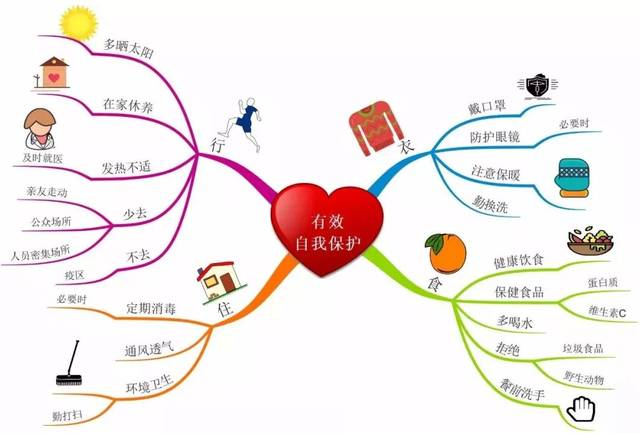 有效
自我保护
衣
戴口罩
防护眼镜
必要时
注意保暖
勤换洗
食
健康饮食
保健食品
蛋白质
维生素C
多喝水
拒绝
垃圾食品
野生动物
餐前洗手
住
定期消毒
必要时
通风透气
环境卫生
勤打扫
行
多晒太阳
在家休养
发热不适
及时就医
少去
亲友走动
公众场所
人员密集场所
不去
疫区